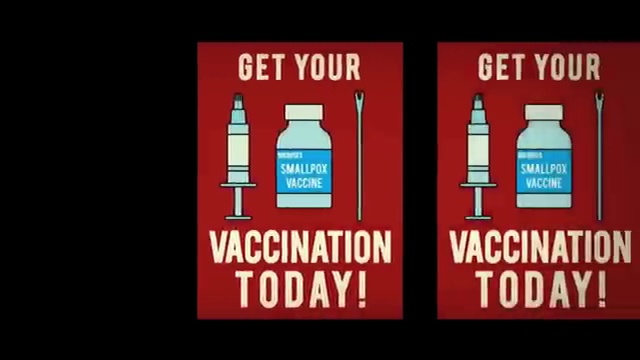 GET YOUR
SMALLPOX
VACCINE
VACCINATION
TODAY!
GET YOUR
SMALLPOX
VACCINE
VACCINATION
TODAY!